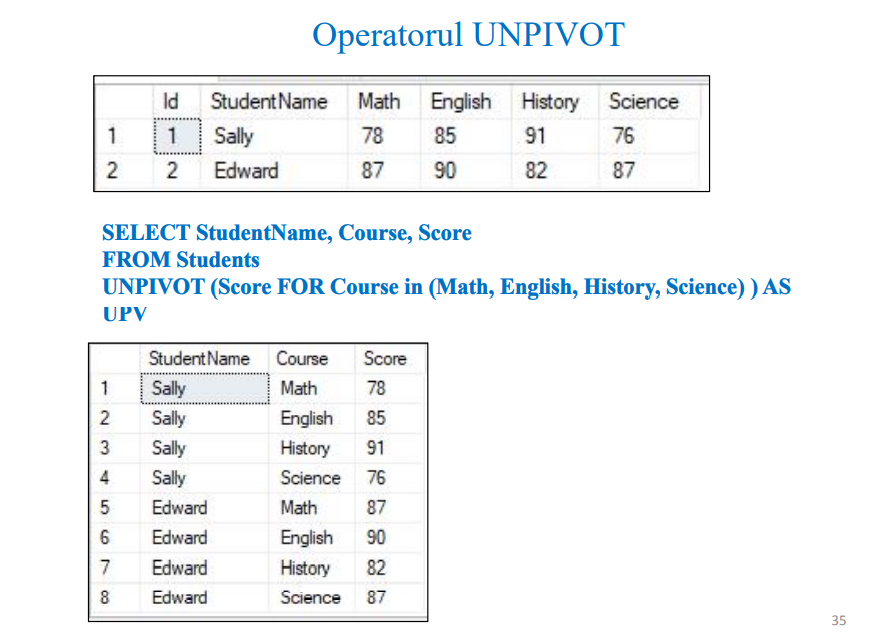 Operatorul UNPIVOT
Id StudentName Math English History Science
1 1 Sally 78 85 91 76
2 2 Edward 87 90 82 87
SELECT StudentName, Course, Score
FROM Students
UNPIVOT (Score FOR Course in (Math, English, History, Science) ) AS
UPV
StudentName Course Score
1 Sally Math 78
2 Sally English 85
3 Sally History 91
4 Sally Science 76
5 Edward Math 87
6 Edward English 90
7 Edward History 82
8 Edward Science 87
35